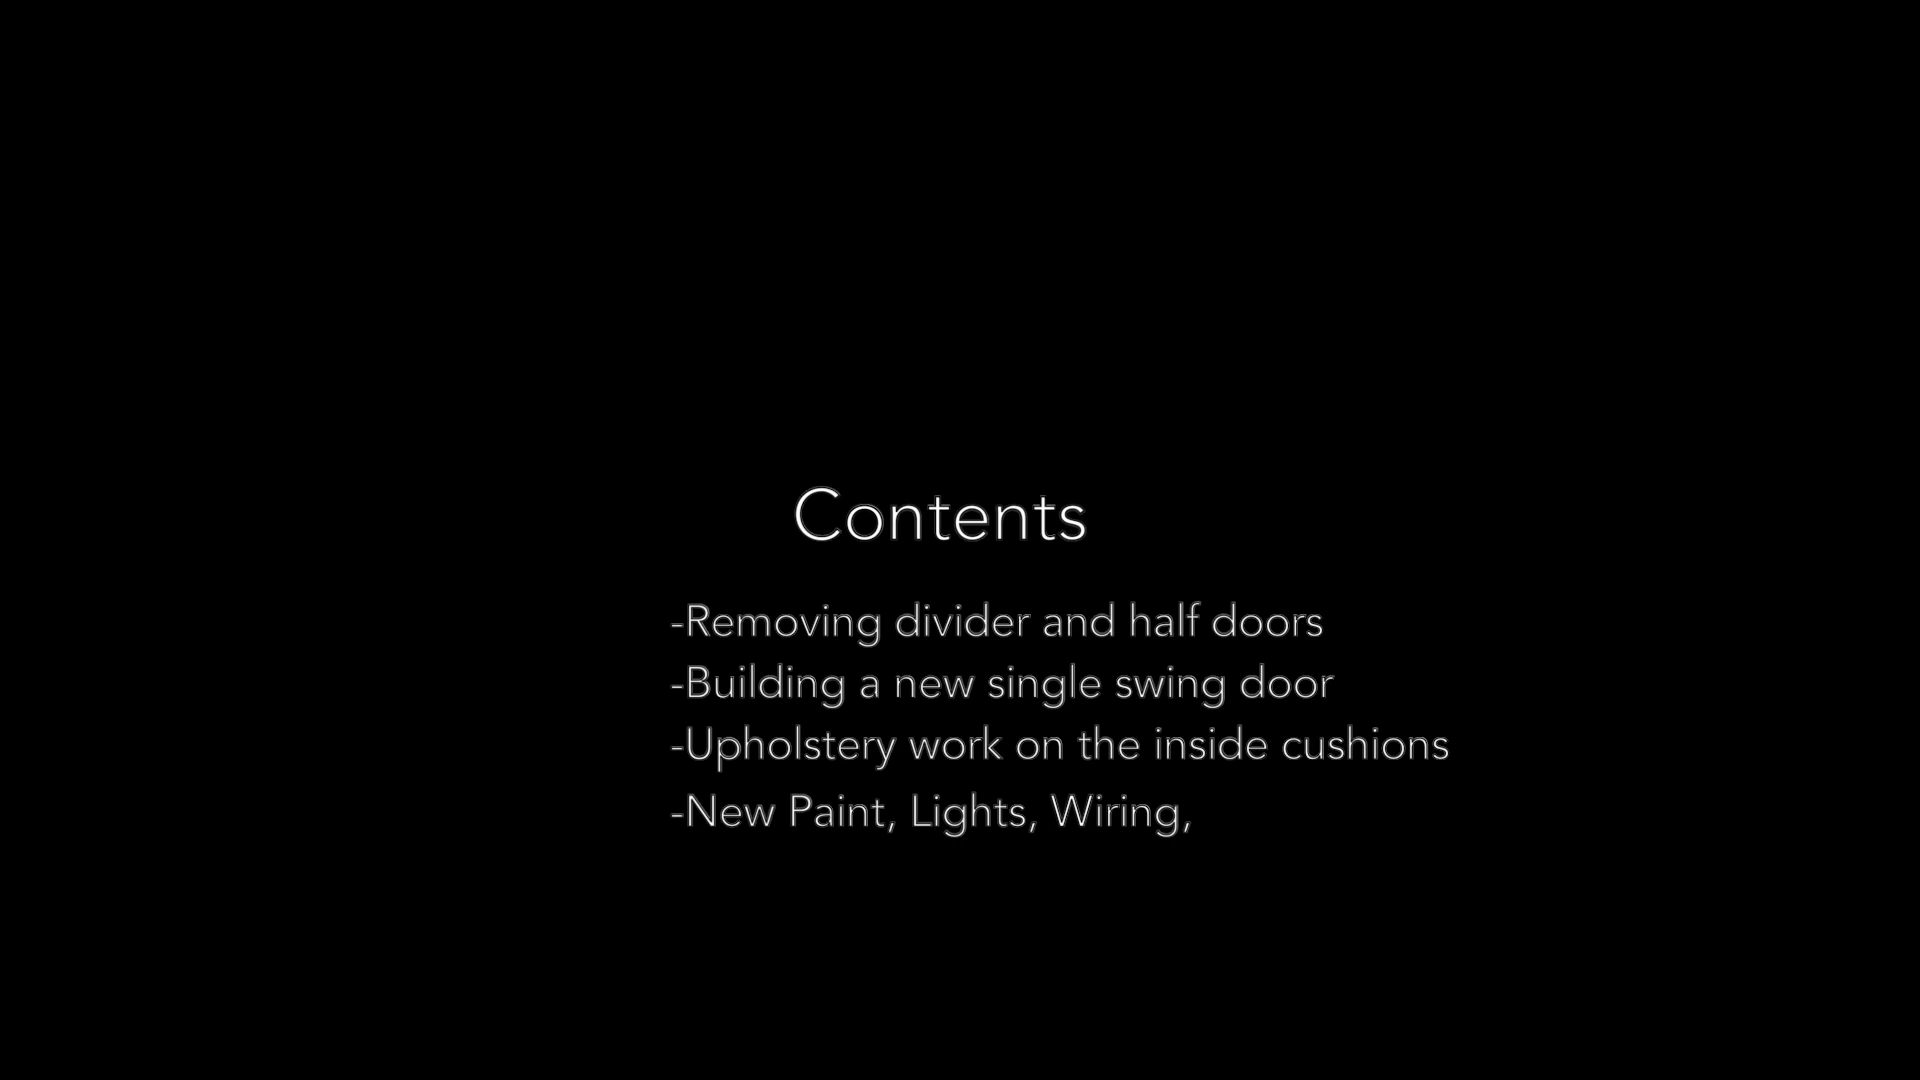 Contents
-Removing divider and half doors
-Building a new single swing door
-Upholstery work on the inside cushions
-New Paint, Lights, Wiring,